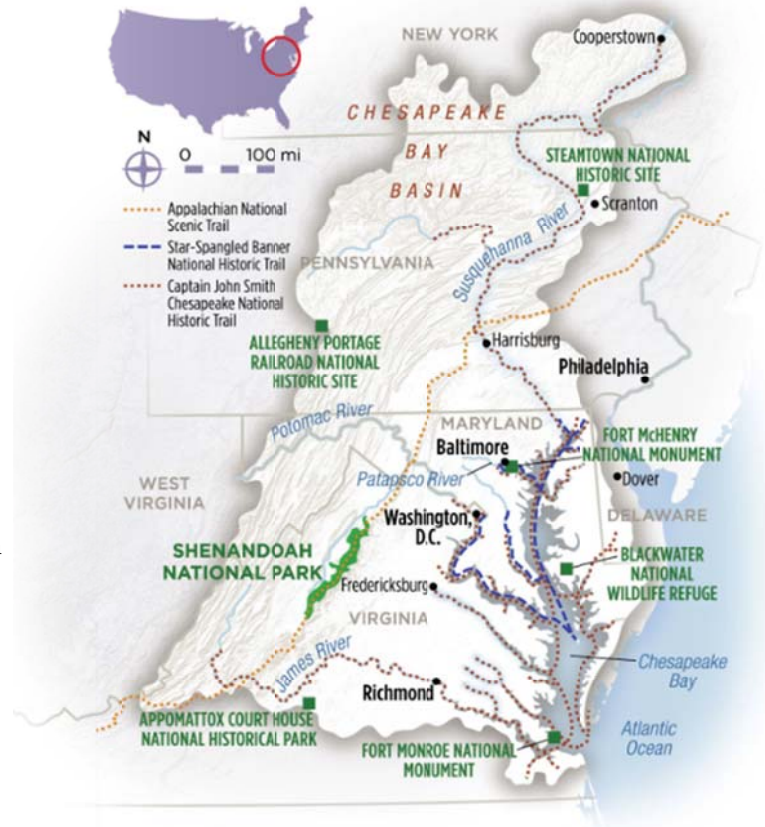 NEW YORK
Cooperstown
CHESAPEAKE
BAY
BASIN
N
0 100 mi
STEAMTOWN NATIONAL
HISTORIC SITE
Scranton
Appalachian National
Scenic Trail
Star-Spangled Banner
National Historic Trail
Captain John Smith
Chesapeake National
Historic Trail
Susquehanna River
PENNSYLVANIA
ALLEGHENY PORTAGE
RAILROAD NATIONAL
HISTORIC SITE
Harrisburg
Philadelphia
Potomac River
MARYLAND
Baltimore
FORT McHENRY
NATIONAL MONUMENT
Patapsco River
WEST
VIRGINIA
Dover
DELAWARE
Washington,
D.C.
SHENANDOAH
NATIONAL PARK
BLACKWATER
NATIONAL
WILDLIFE REFUGE
Fredericksburg
VIRGINIA
James River
Chesapeake
Bay
Richmond
APPOMATTOX COURT HOUSE
NATIONAL HISTORICAL PARK
FORT MONROE NATIONAL
MONUMENT
Atlantic
Ocean